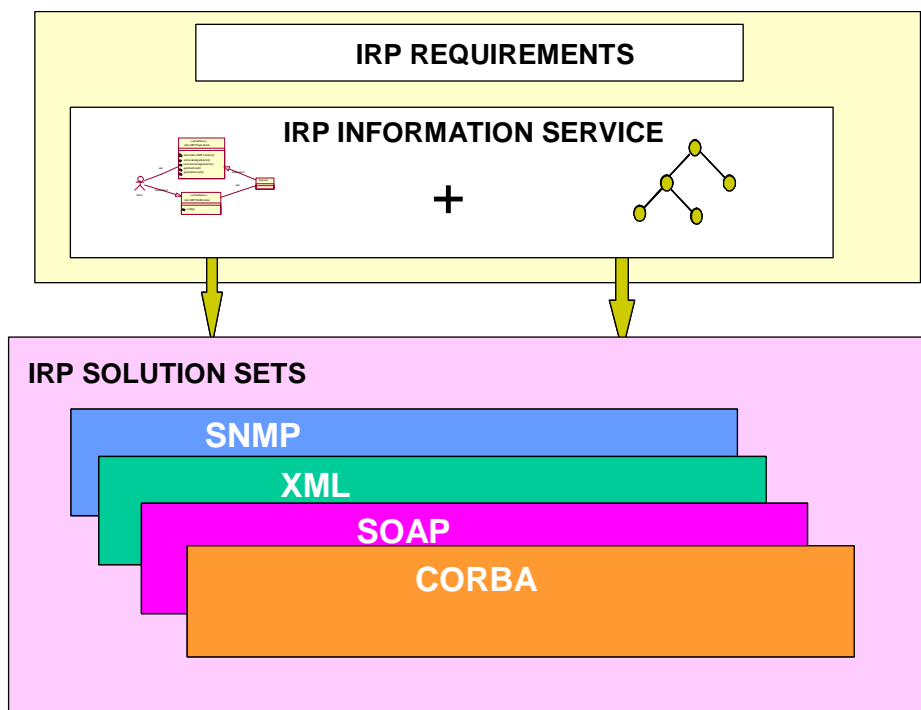 IRP REQUIREMENTS
IRP INFORMATION SERVICE
+
IRP SOLUTION SETS
SNMP
XML
SOAP
CORBA